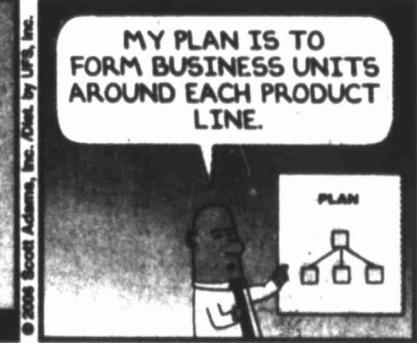 MY PLAN IS TO
FORM BUSINESS UNITS
AROUND EACH PRODUCT
LINE.
PLAN
© 2008 Scott Adams, Inc. /Dist. by UFS, Inc.